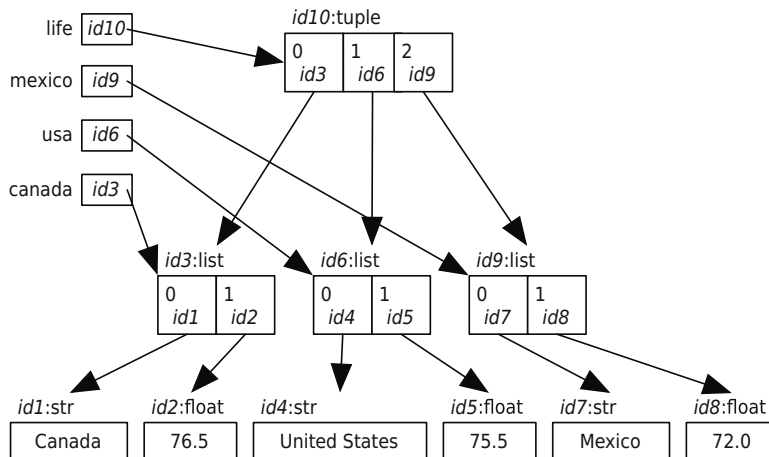 life id10
id10:tuple
0 1 2
id3 id6 id9
mexico id9
usa id6
canada id3
id3:list id6:list id9:list
0 1 0 1 0 1
id1 id2 id4 id5 id7 id8
id1:str id2:float id4:str id5:float id7:str id8:float
Canada 76.5 United States 75.5 Mexico 72.0